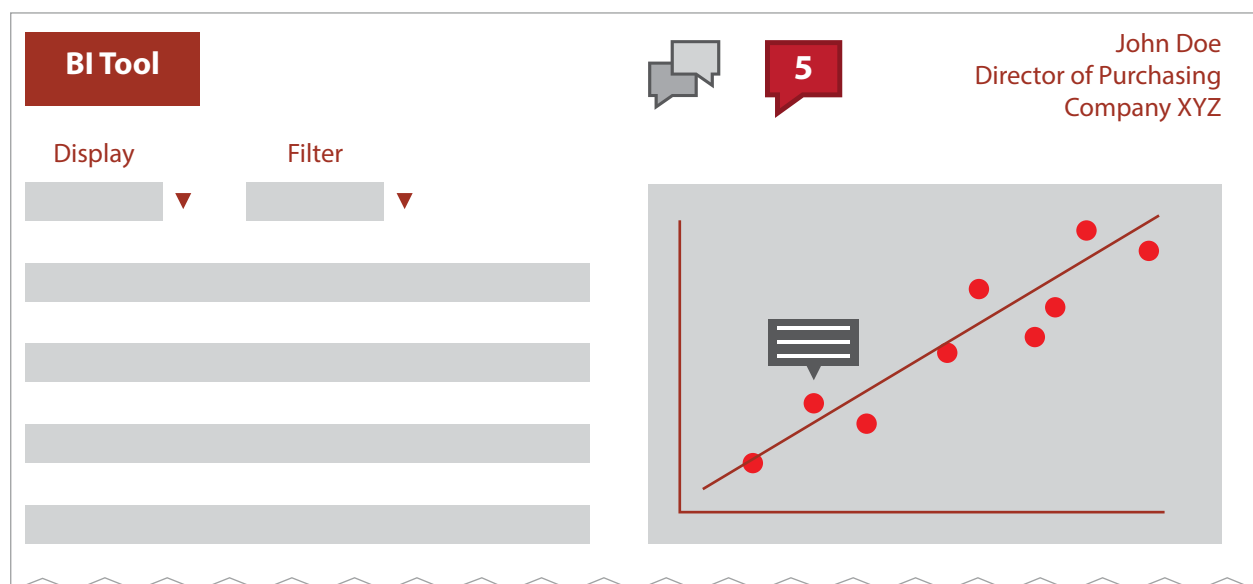 BI Tool
5
John Doe
Director of Purchasing
Company XYZ
Display
Filter